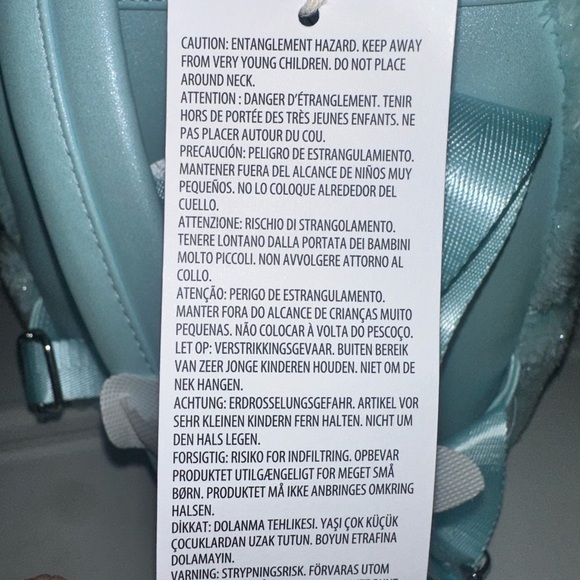 CAUTION: ENTANGLEMENT HAZARD. KEEP AWAY
FROM VERY YOUNG CHILDREN. DO NOT PLACE
AROUND NECK.
ATTENTION : DANGER D'ÉTRANGLEMENT. TENIR
HORS DE PORTÉE DES TRÈS JEUNES ENFANTS. NE
PAS PLACER AUTOUR DU COU.
PRECAUCIÓN: PELIGRO DE ESTRANGULAMIENTO.
MANTENER FUERA DEL ALCANCE DE NIÑOS MUY
PEQUEÑOS. NO LO COLOQUE ALREDEDOR DEL
CUELLO.
ATTENZIONE: RISCHIO DI STRANGOLAMENTO.
TENERE LONTANO DALLA PORTATA DEI BAMBINI
MOLTO PICCOLI. NON AVVOLGERE ATTORNO AL
COLLO.
ATENÇÃO: PERIGO DE ESTRANGULAMENTO.
MANTER FORA DO ALCANCE DE CRIANÇAS MUITO
PEQUENAS. NÃO COLOCAR À VOLTA DO PESCOÇO.
LET OP: VERSTRIKKINGSGEVAAR. BUITEN BEREIK
VAN ZEER JONGE KINDEREN HOUDEN. NIET OM DE
NEK HANGEN.
ACHTUNG: ERDROSSELUNGSGEFAHR. ARTIKEL VOR
SEHR KLEINEN KINDERN FERN HALTEN. NICHT UM
DEN HALS LEGEN.
FORSIGTIG: RISIKO FOR INDFILTRING. OPBEVAR
PRODUKTET UTILGÆNGELIGT FOR MEGET SMÅ
BØRN. PRODUKTET MÅ IKKE ANBRINGES OMKRING
HALSEN.
DİKKAT: DOLANMA TEHLIKESI. YAŞI ÇOK KÜÇÜK
ÇOCUKLARDAN UZAK TUTUN. BOYUN ETRAFINA
DOLAMAYIN.
VARNING: STRYPNINGSRISK. FÖRVARAS UTOM